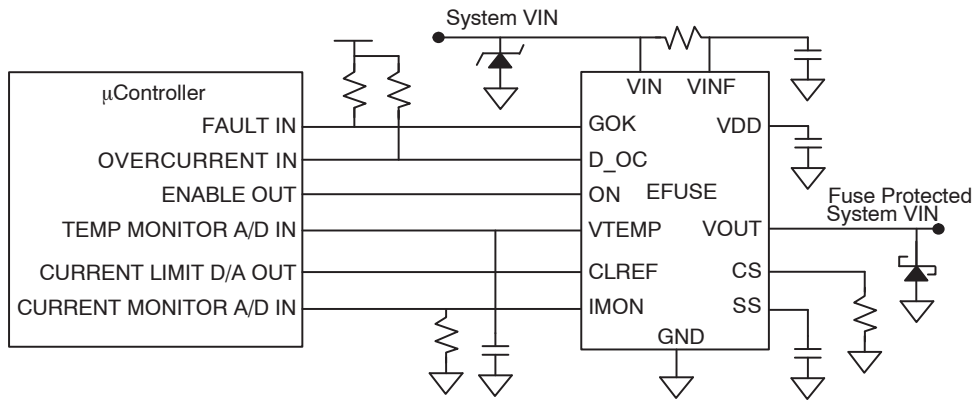 System VIN
µController
FAULT IN
OVERCURRENT IN
ENABLE OUT
TEMP MONITOR A/D IN
CURRENT LIMIT D/A OUT
CURRENT MONITOR A/D IN
VIN
VINF
GOK
D_OC
ON
VTEMP
CLREF
IMON
EFUSE
GND
VDD
VOUT
CS
SS
Fuse Protected
System VIN